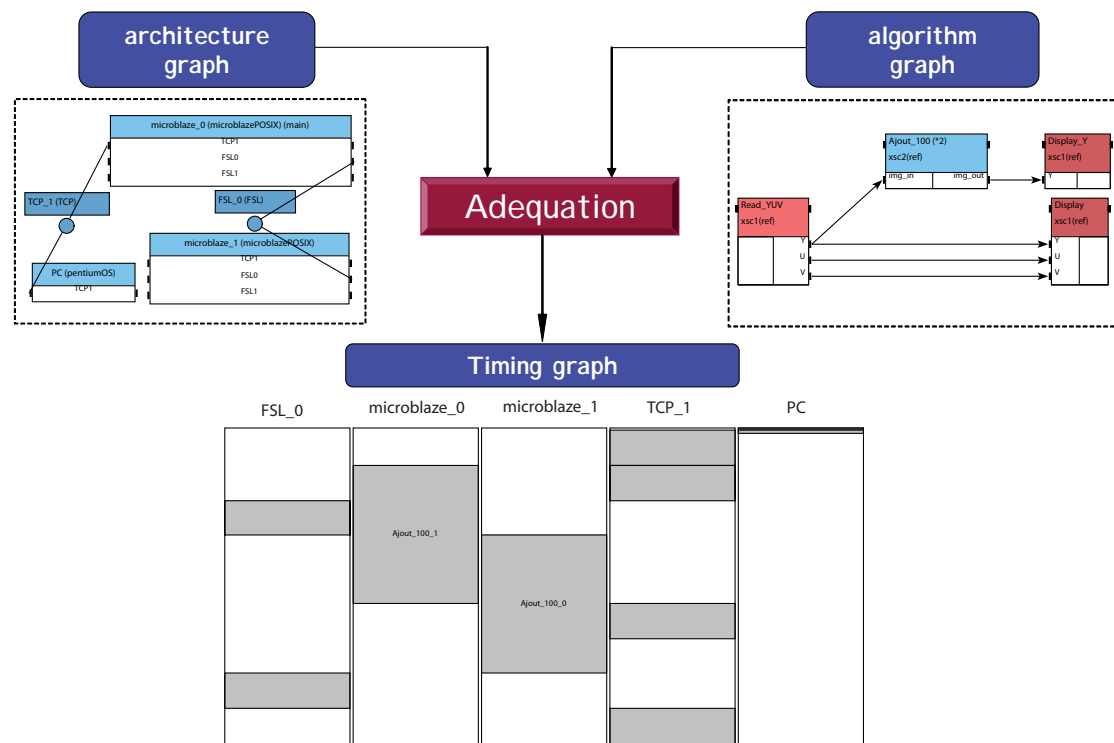 architecture
graph
algorithm
graph
microblaze_0 (microblazePOSIX) (main)
TCP1
FSL0
FSL1
TCP_1 (TCP)
FSL_0 (FSL)
microblaze_1 (microblazePOSIX)
TCP1
FSL0
FSL1
PC (pentiumOS)
TCP1
Adequation
Ajout_100 (*2)
xsc2(ref)
img_in
img_out
Display_Y
xsc1(ref)
Y
Read_YUV
xsc1(ref)
Y
U
V
Display
xsc1(ref)
Y
U
V
Timing graph
FSL_0
microblaze_0
microblaze_1
TCP_1
PC
Ajout_100_1
Ajout_100_0